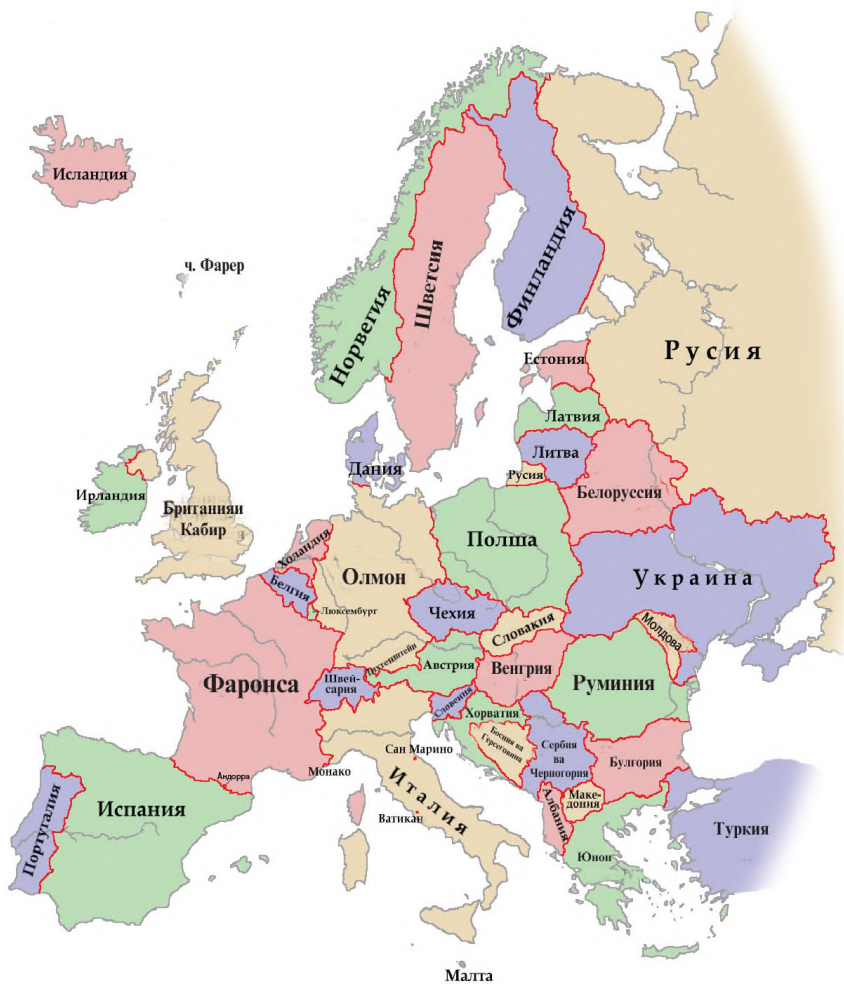 Исландия
ч. Фарер
Норвегия
Шветсия
Финландия
Русия
Естония
Латвия
Литва
Русия
Дания
Белоруссия
Ирландия
Британияи
Кабир
Холандия
Белгия
Люксембург
Олмон
Полша
Украина
Чехия
Словакия
Молдова
Лихтенштейн
Австрия
Венгрия
Руминия
Фаронса
Швей-
сария
Словения
Хорватия
Босния ва
Герсеговина
Сербия
ва
Черногория
Булгория
Сан Марино
Монако
Андорра
Италия
Ватикан
Албания
Маке-
дония
Юнон
Туркия
Испания
Португалия
Малта